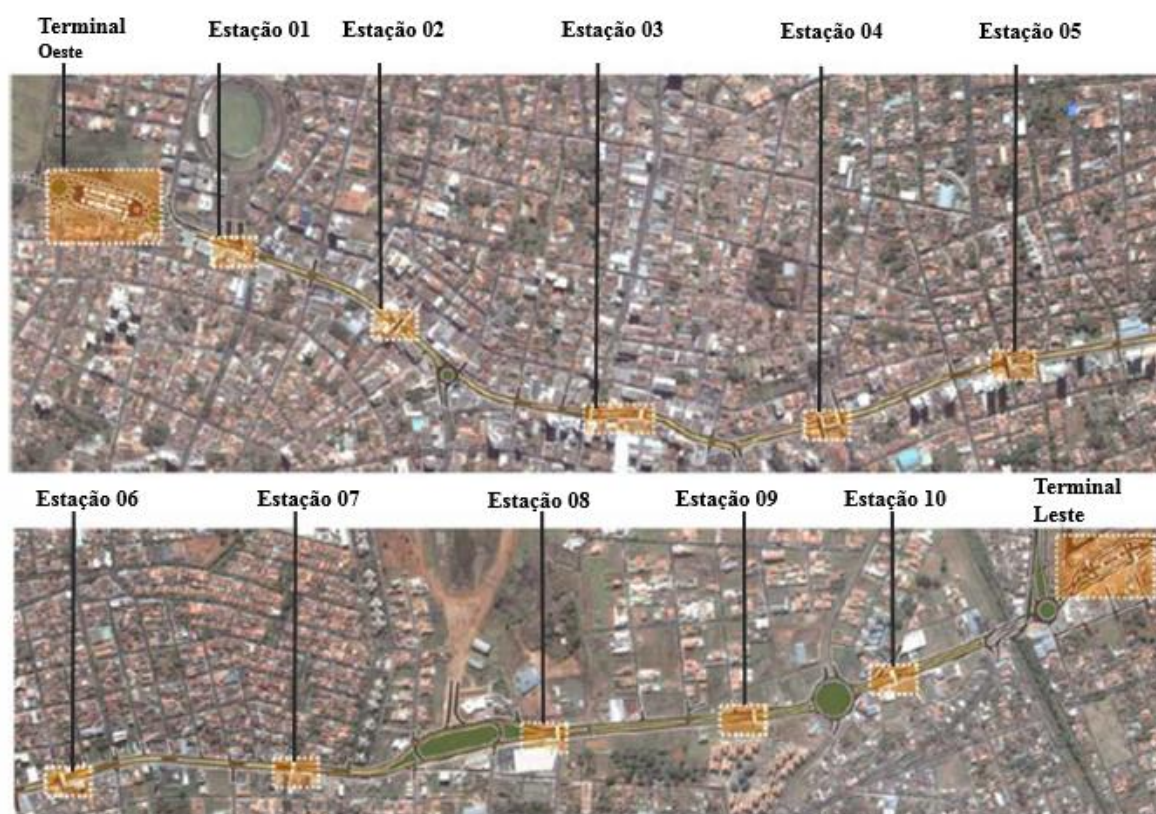 Terminal
Oeste
Estação 01
Estação 02
Estação 03
Estação 04
Estação 05
Estação 06
Estação 07
Estação 08
Estação 09
Estação 10
Terminal
Leste